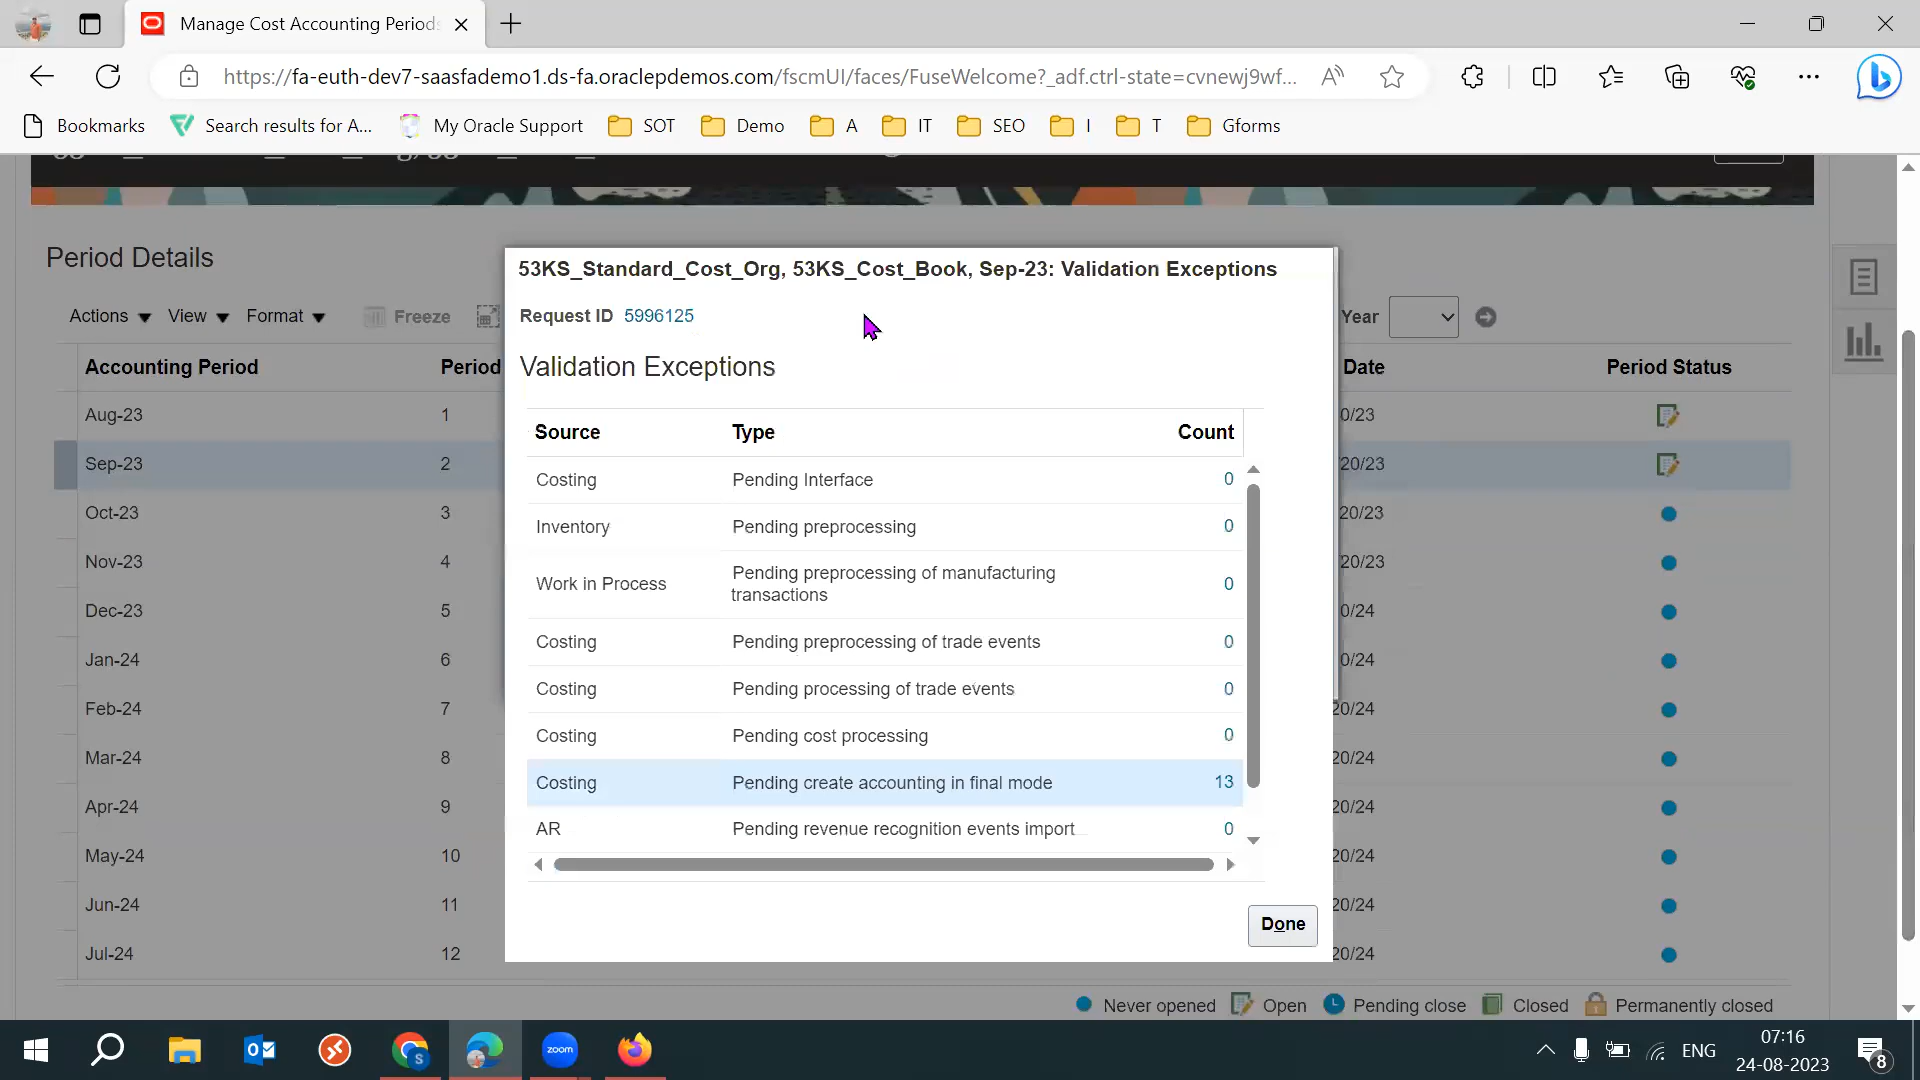 Manage Cost Accounting Periods
https://fa-euth-dev7-saasfademo1.ds-fa.oraclepdemos.com/fscmUI/faces/FuseWelcome?_adf.ctrl-state=cvnewj9wf...
Bookmarks
Search results for A...
My Oracle Support
SOT
Demo
A
IT
SEO
I
T
Gforms
Period Details
Actions
View
Format
Freeze
Year
Accounting Period Period Date Period Status
Aug-23 1 0/23
Sep-23 2 20/23
Oct-23 3 20/23
Nov-23 4 20/23
Dec-23 5 0/24
Jan-24 6 0/24
Feb-24 7 20/24
Mar-24 8 20/24
Apr-24 9 20/24
May-24 10 20/24
Jun-24 11 20/24
Jul-24 12 20/24
53KS_Standard_Cost_Org, 53KS_Cost_Book, Sep-23: Validation Exceptions
Request ID 5996125
Validation Exceptions
Source Type Count
Costing Pending Interface 0
Inventory Pending preprocessing 0
Work in Process Pending preprocessing of manufacturing
transactions 0
Costing Pending preprocessing of trade events 0
Costing Pending processing of trade events 0
Costing Pending cost processing 0
Costing Pending create accounting in final mode 13
AR Pending revenue recognition events import 0
Done
Never opened Open Pending close Closed Permanently closed
zoom
ENG
07:16
24-08-2023
8